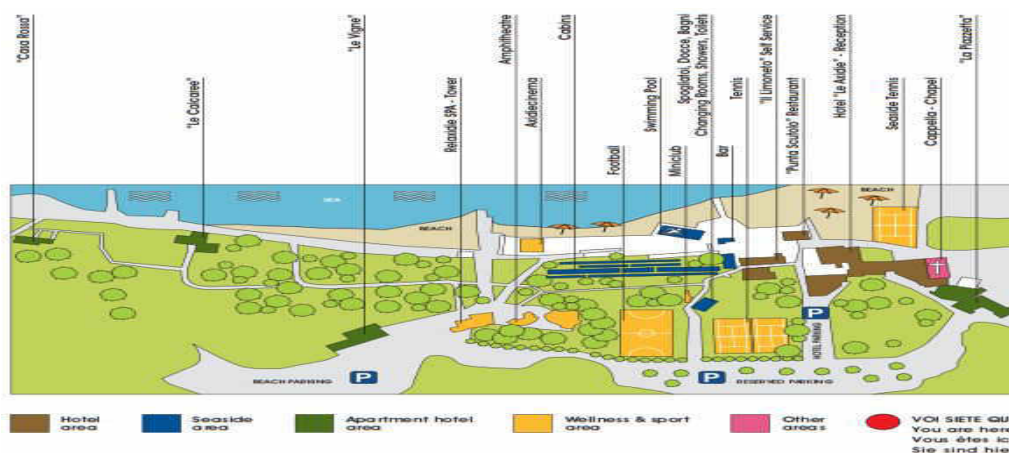 "Casa Rossa"
"Le Calcaree"
"Le Vigne"
Relaxidie SPA - Tower
Amphitheatre
Axidiecinema
Cabins
Football
Swimming Pool
Miniclub
Spogliatoi, Docce, Bagni
Changing Rooms, Showers, Toilets
Bar
Tennis
"Il Limoneto" Self Service
"Punta Scutolo" Restaurant
Hotel "Le Axidie" - Reception
Seaside Tennis
Cappella - Chapel
"La Piazzetta"
SEA
BEACH
BEACH
P
HOTEL PARKING
BEACH PARKING
P
P
RESERVED PARKING
Hotel
area
Seaside
area
Apartment hotel
area
Wellness & sport
area
Other
areas
VOI SIETE QU
You are here
Vous êtes ic
Sie sind hie